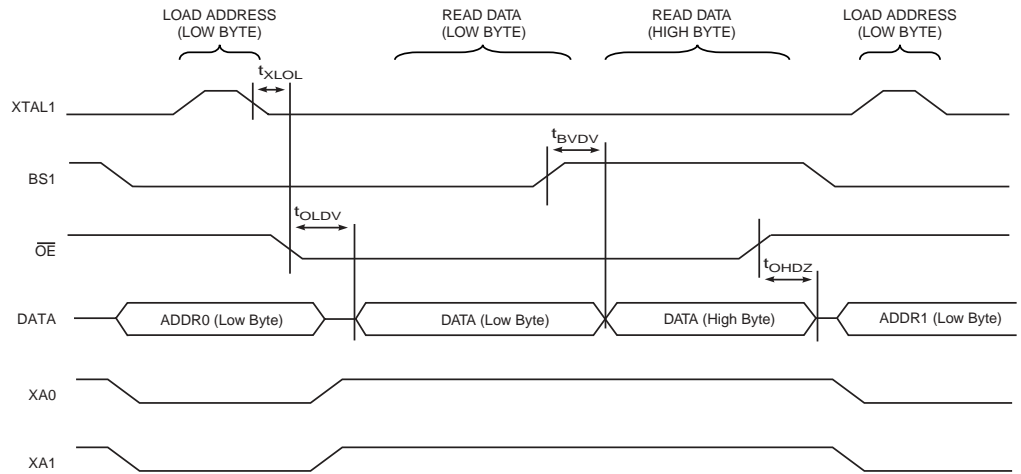 LOAD ADDRESS
(LOW BYTE)
READ DATA
(LOW BYTE)
READ DATA
(HIGH BYTE)
LOAD ADDRESS
(LOW BYTE)
tXLOL
XTAL1
tBVDV
BS1
tOLDV
OE
tOHDZ
DATA
ADDR0 (Low Byte)
DATA (Low Byte)
DATA (High Byte)
ADDR1 (Low Byte)
XA0
XA1